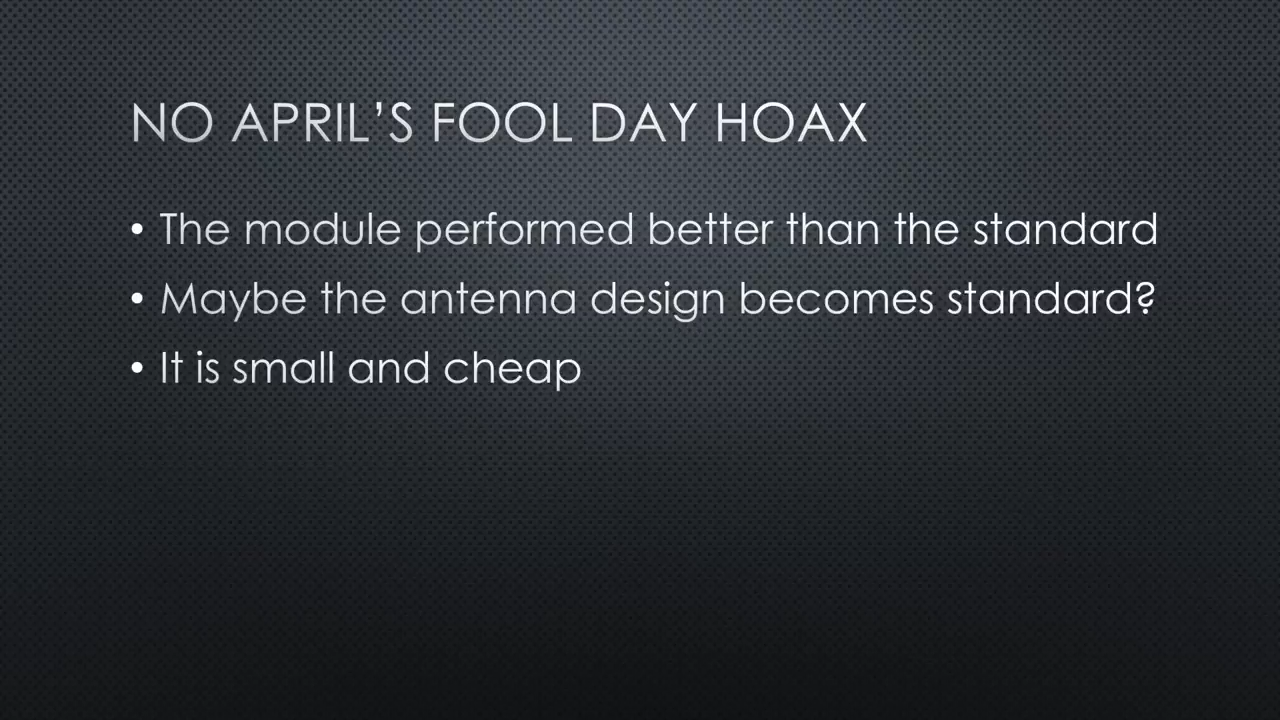 NO APRIL’S FOOL DAY HOAX
• The module performed better than the standard
• Maybe the antenna design becomes standard?
• It is small and cheap